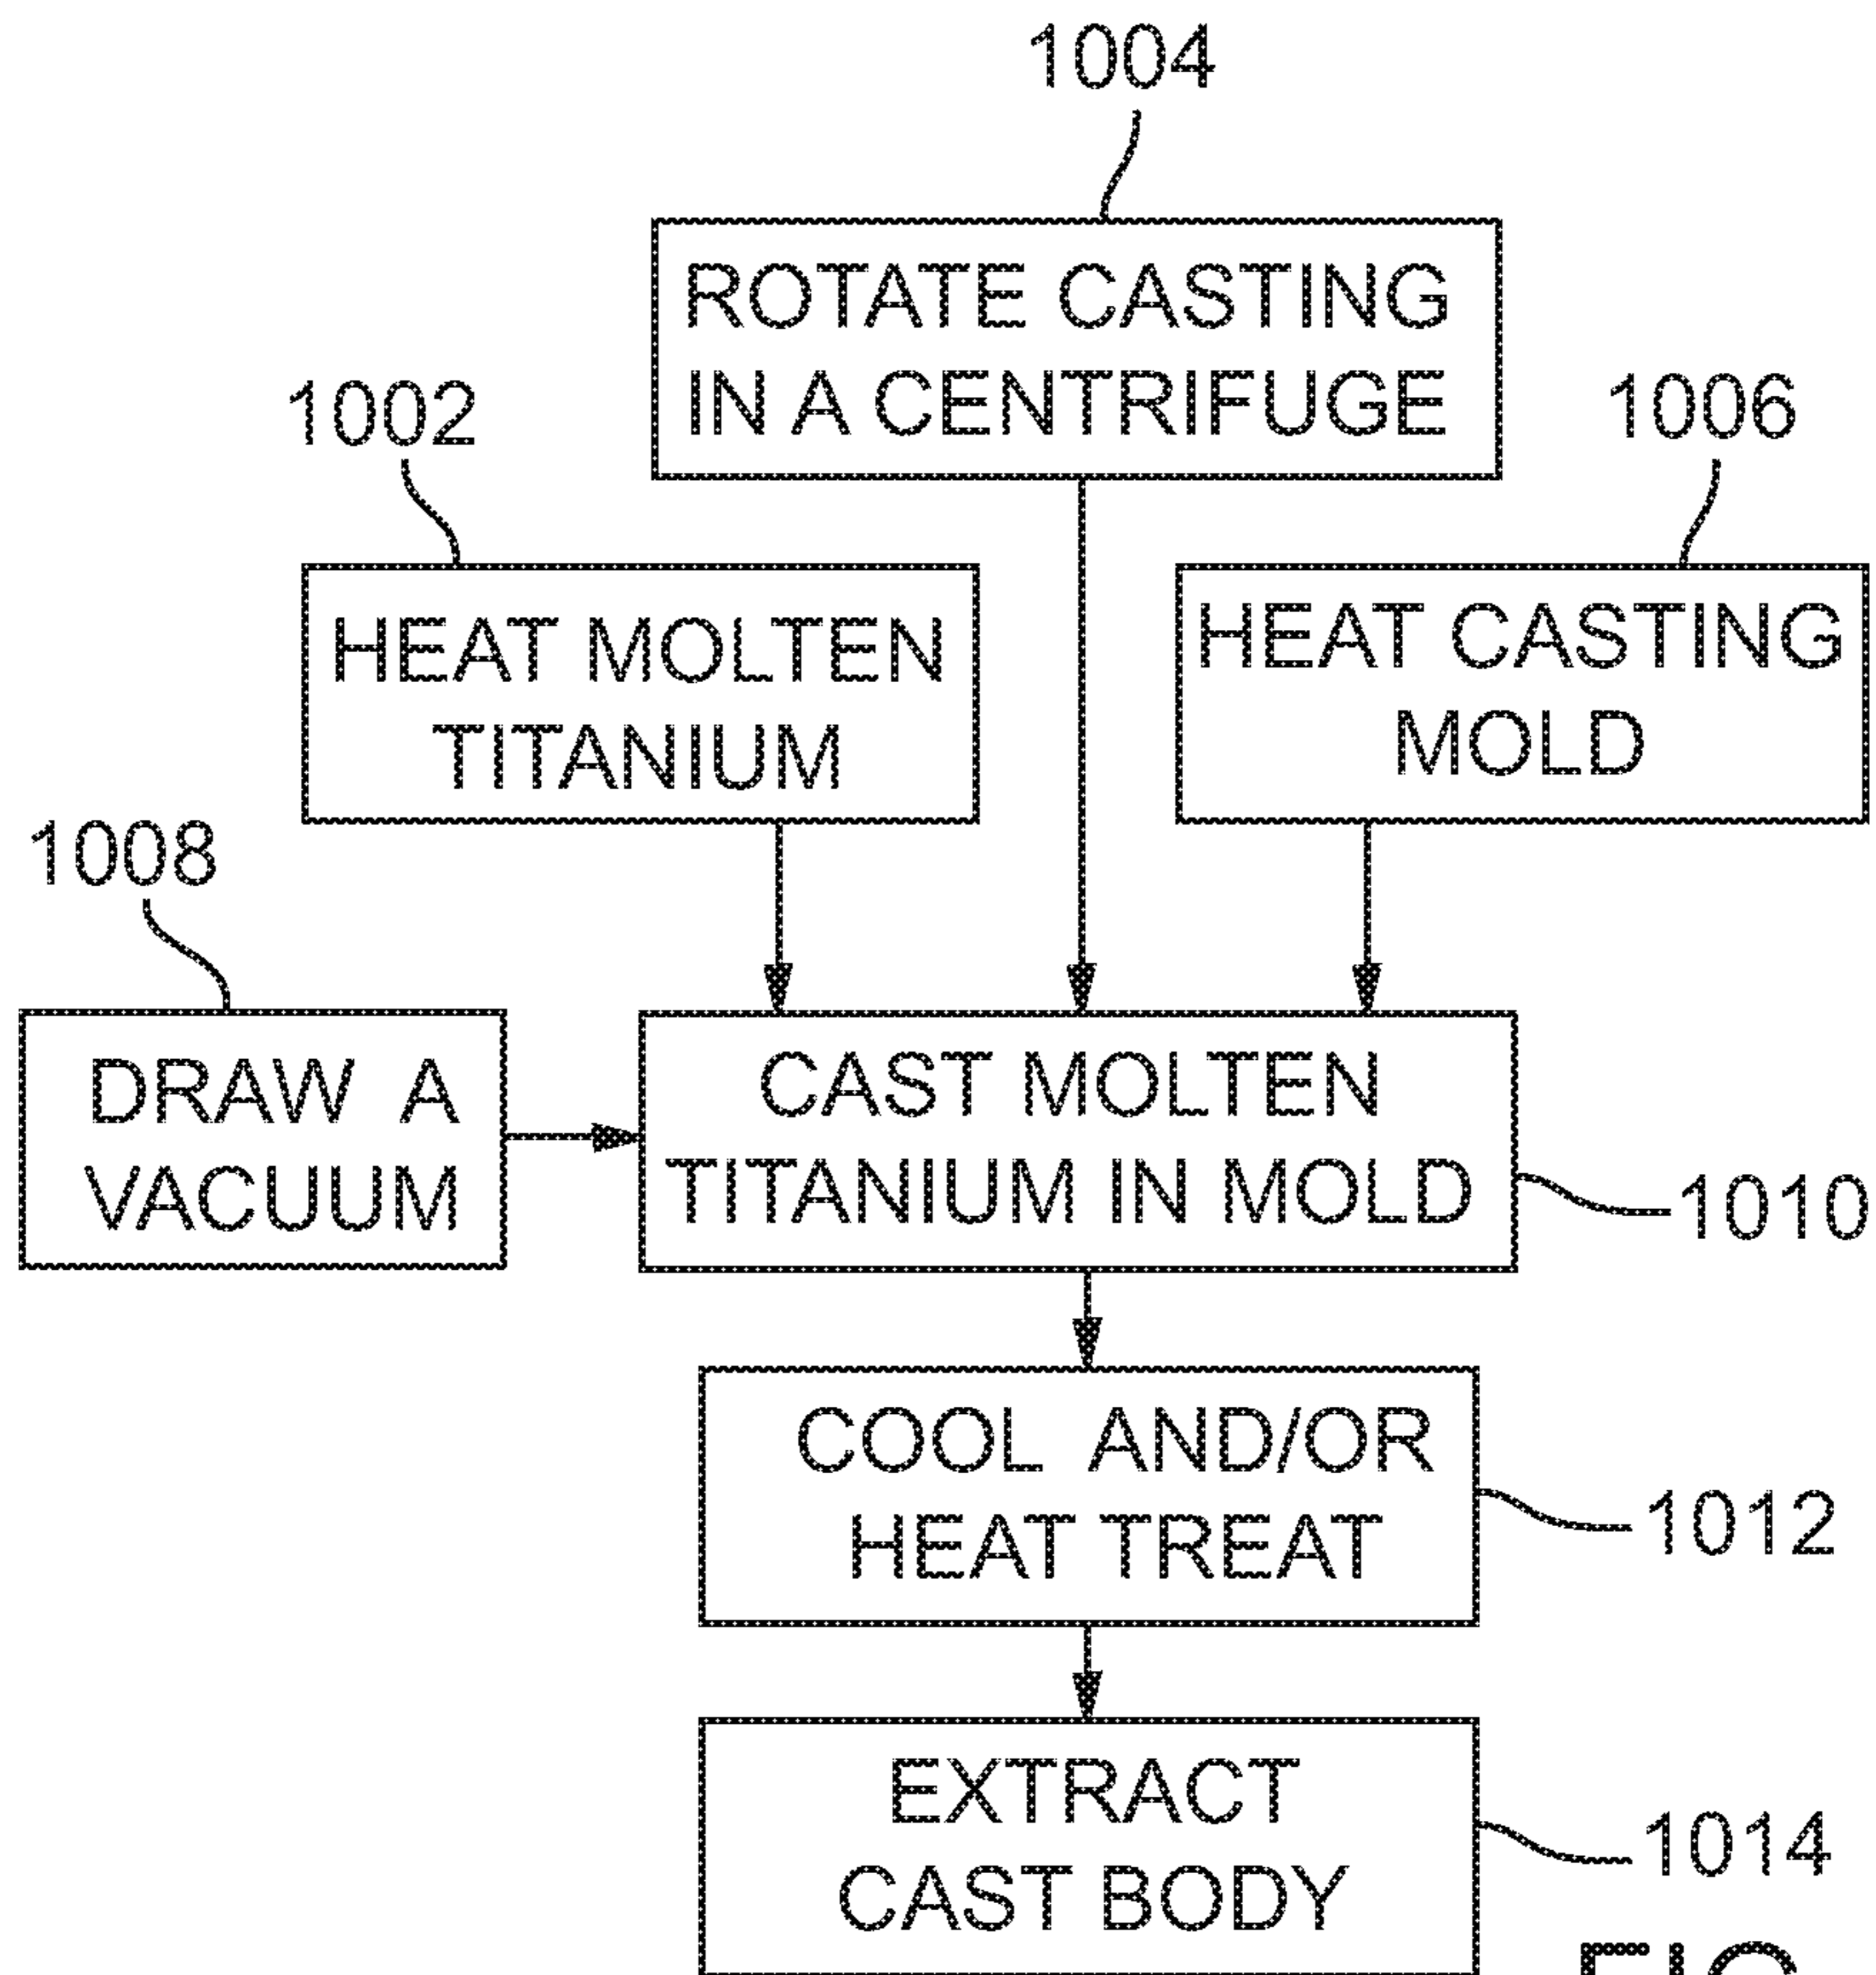 1004
ROTATE CASTING
IN A CENTRIFUGE
1002
1006
HEAT MOLTEN
TITANIUM
HEAT CASTING
MOLD
1008
DRAW A
VACUUM
CAST MOLTEN
TITANIUM IN MOLD
1010
COOL AND/OR
HEAT TREAT
1012
EXTRACT
CAST BODY
1014